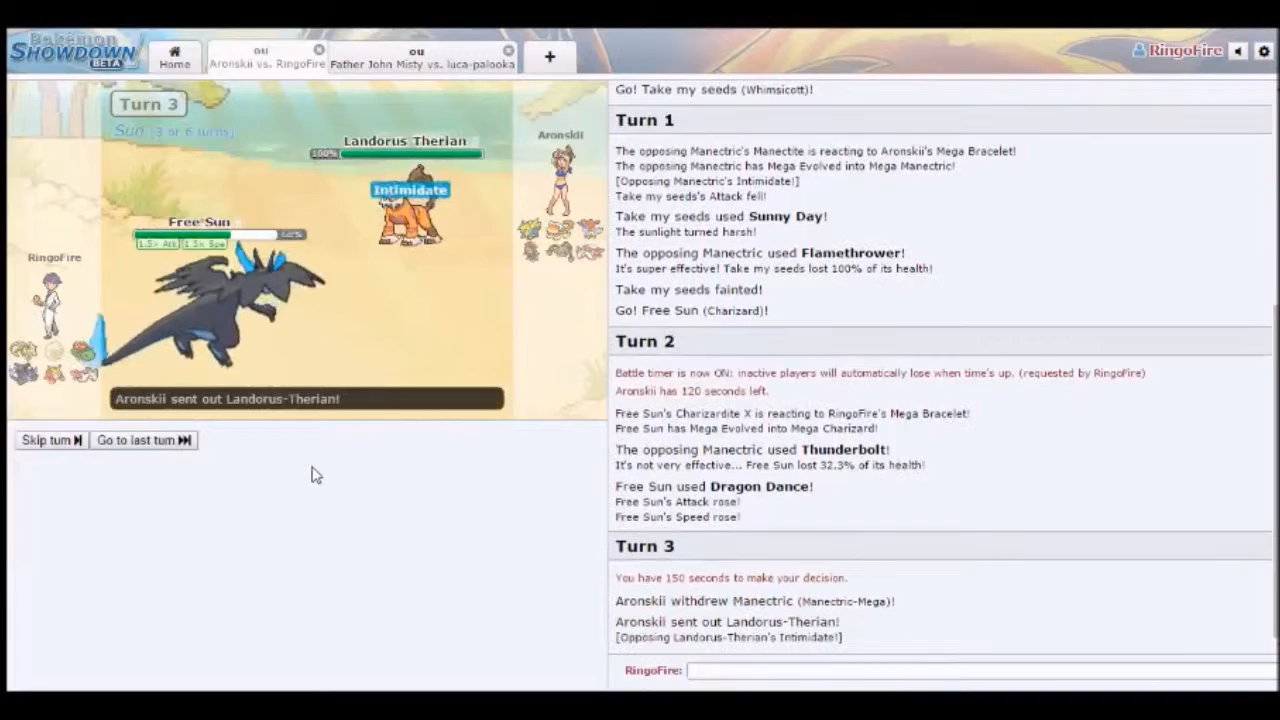 Pokémon
SHOWDOWN!
BETA
Home
ou
Aronskii vs. RingoFire
ou
Father John Misty vs. luca-palooka
+
RingoFire
Turn 3
Sun (3 or 6 turns)
Landorus Therian
100%
Intimidate
Free Sun
1.5× Atk 1.5× Spe
Aronskii
RingoFire
Aronskii sent out Landorus-Therian!
Skip turn
Go to last turn
Go! Take my seeds (Whimsicott)!
Turn 1
The opposing Manectric's Manectite is reacting to Aronskii's Mega Bracelet!
The opposing Manectric has Mega Evolved into Mega Manectric!
[Opposing Manectric's Intimidate!]
Take my seeds's Attack fell!
Take my seeds used Sunny Day!
The sunlight turned harsh!
The opposing Manectric used Flamethrower!
It's super effective! Take my seeds lost 100% of its health!
Take my seeds fainted!
Go! Free Sun (Charizard)!
Turn 2
Battle timer is now ON: inactive players will automatically lose when time's up. (requested by RingoFire)
Aronskii has 120 seconds left.
Free Sun's Charizardite X is reacting to RingoFire's Mega Bracelet!
Free Sun has Mega Evolved into Mega Charizard!
The opposing Manectric used Thunderbolt!
It's not very effective... Free Sun lost 32.3% of its health!
Free Sun used Dragon Dance!
Free Sun's Attack rose!
Free Sun's Speed rose!
Turn 3
You have 150 seconds to make your decision.
Aronskii withdrew Manectric (Manectric-Mega)!
Aronskii sent out Landorus-Therian!
[Opposing Landorus-Therian's Intimidate!]
RingoFire: